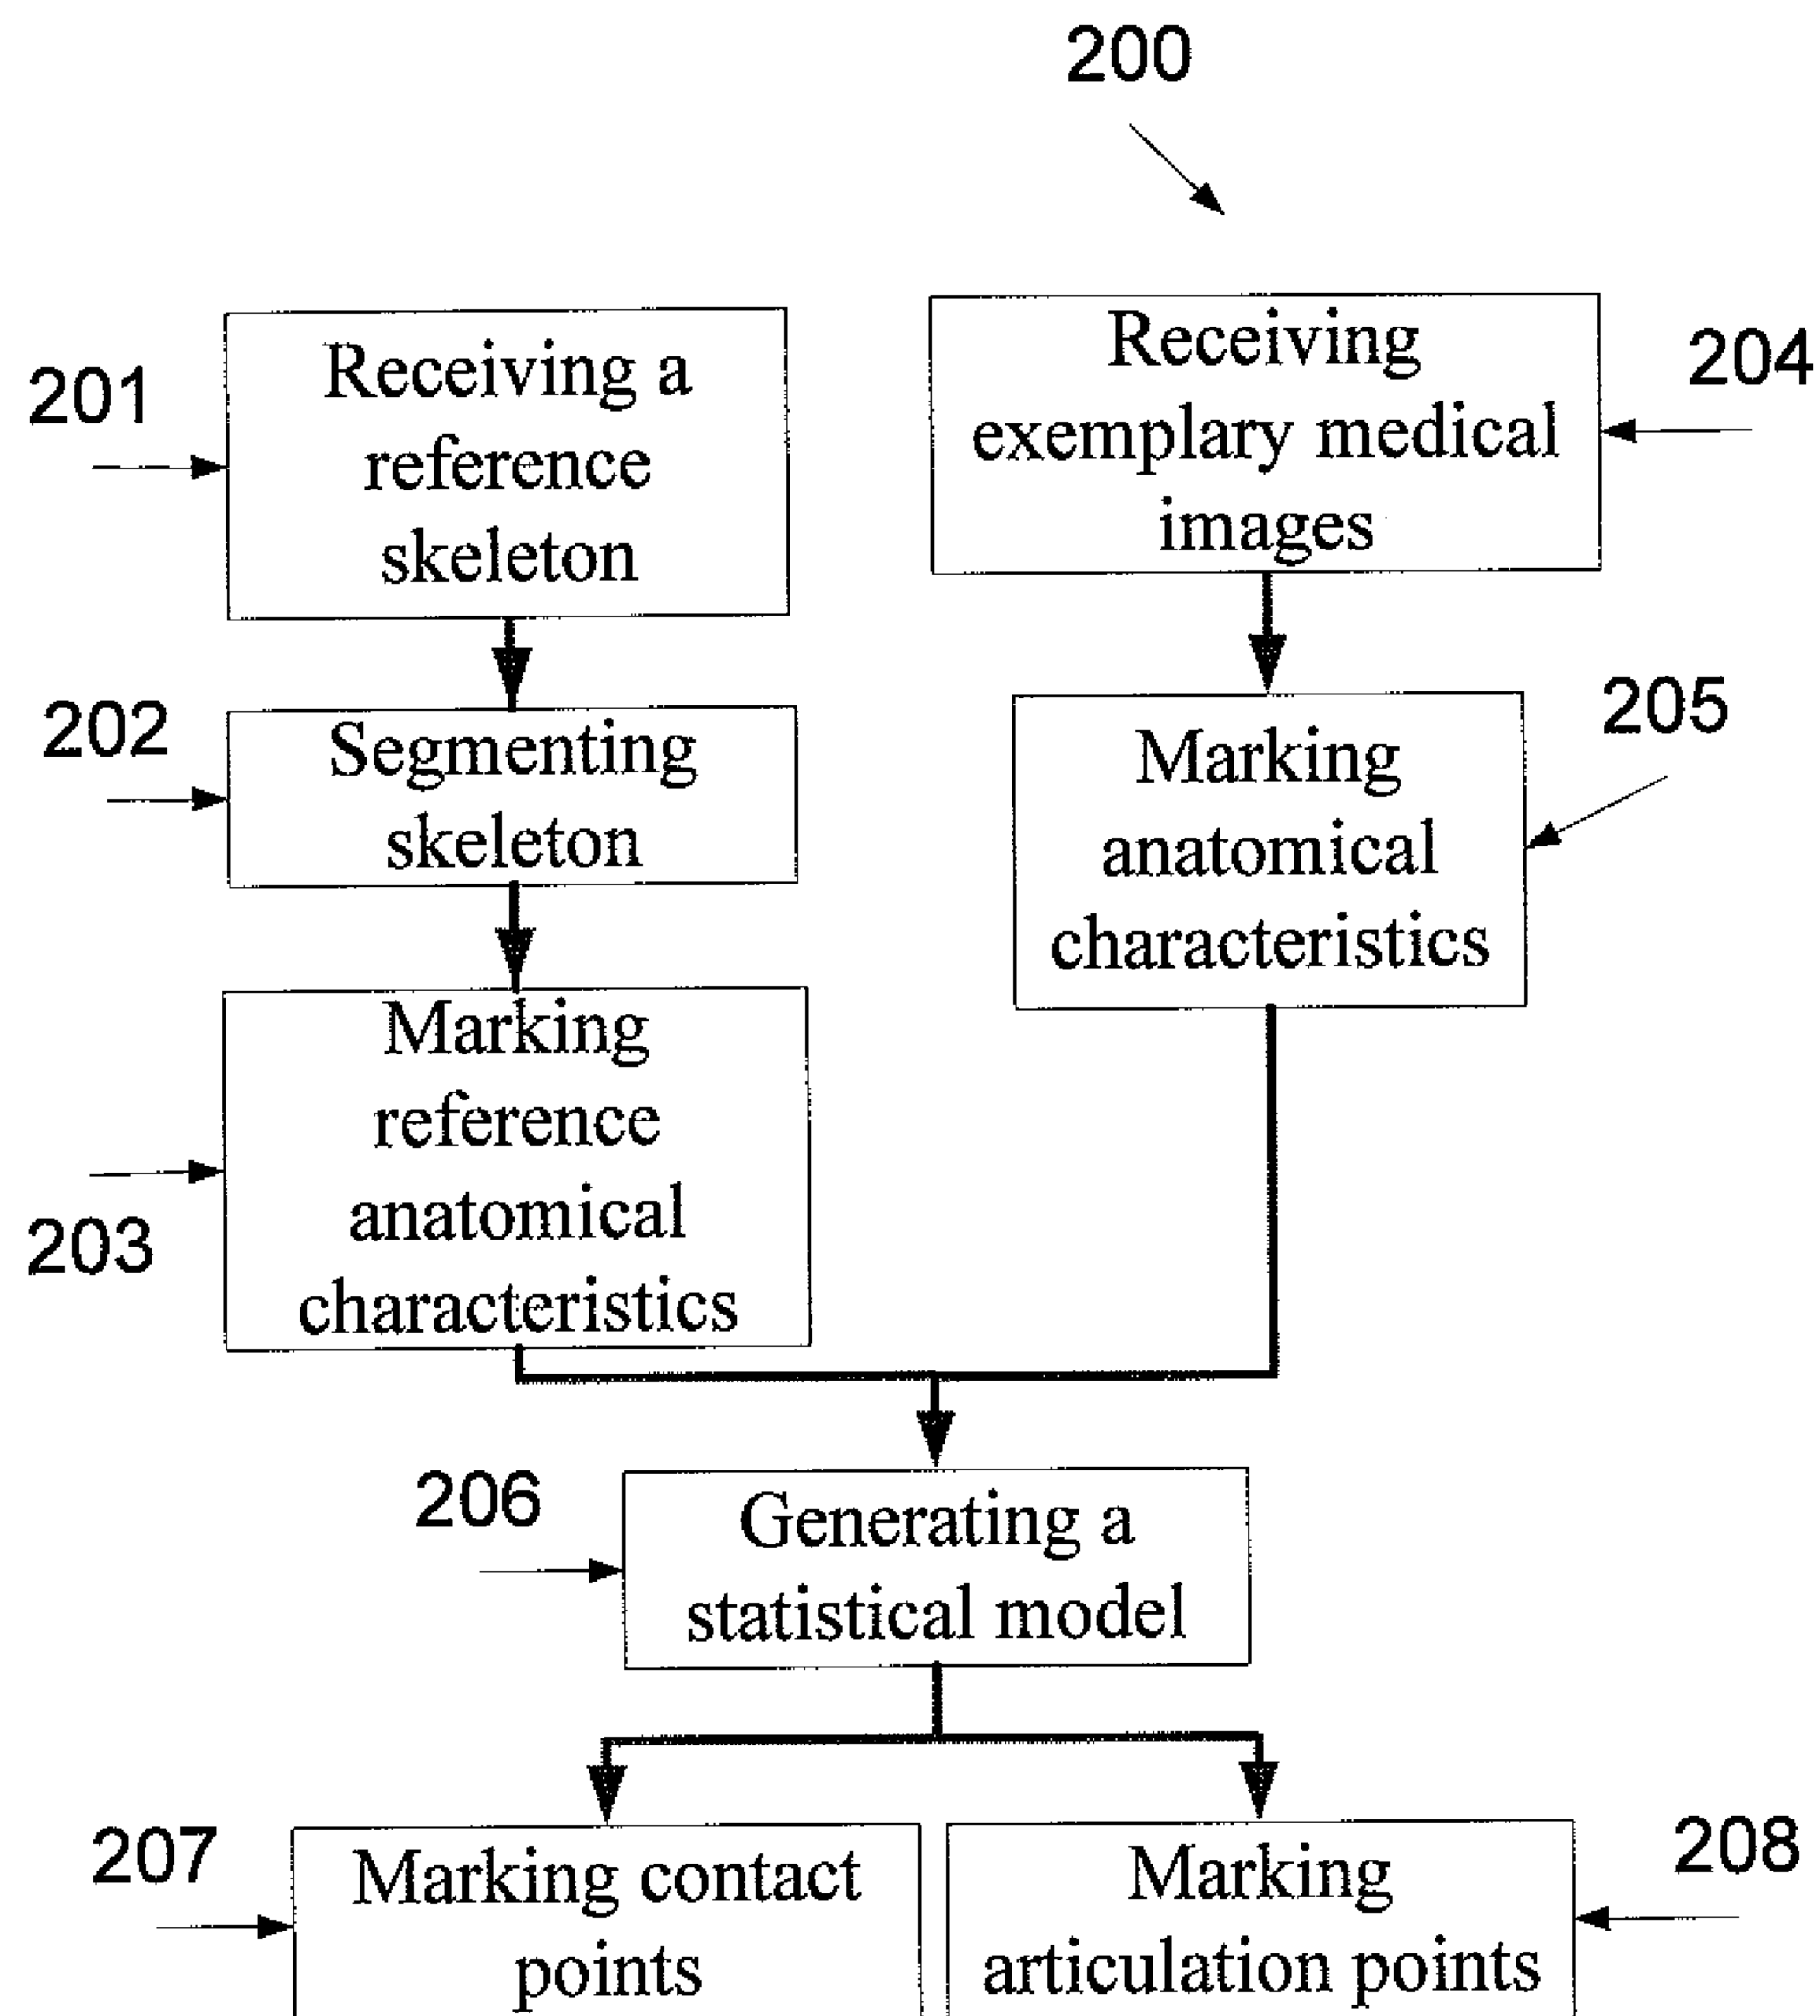 200
201
Receiving a
reference
skeleton
204
Receiving
exemplary medical
images
202
Segmenting
skeleton
205
Marking
anatomical
characteristics
203
Marking
reference
anatomical
characteristics
206
Generating a
statistical model
207
Marking contact
points
208
Marking
articulation points